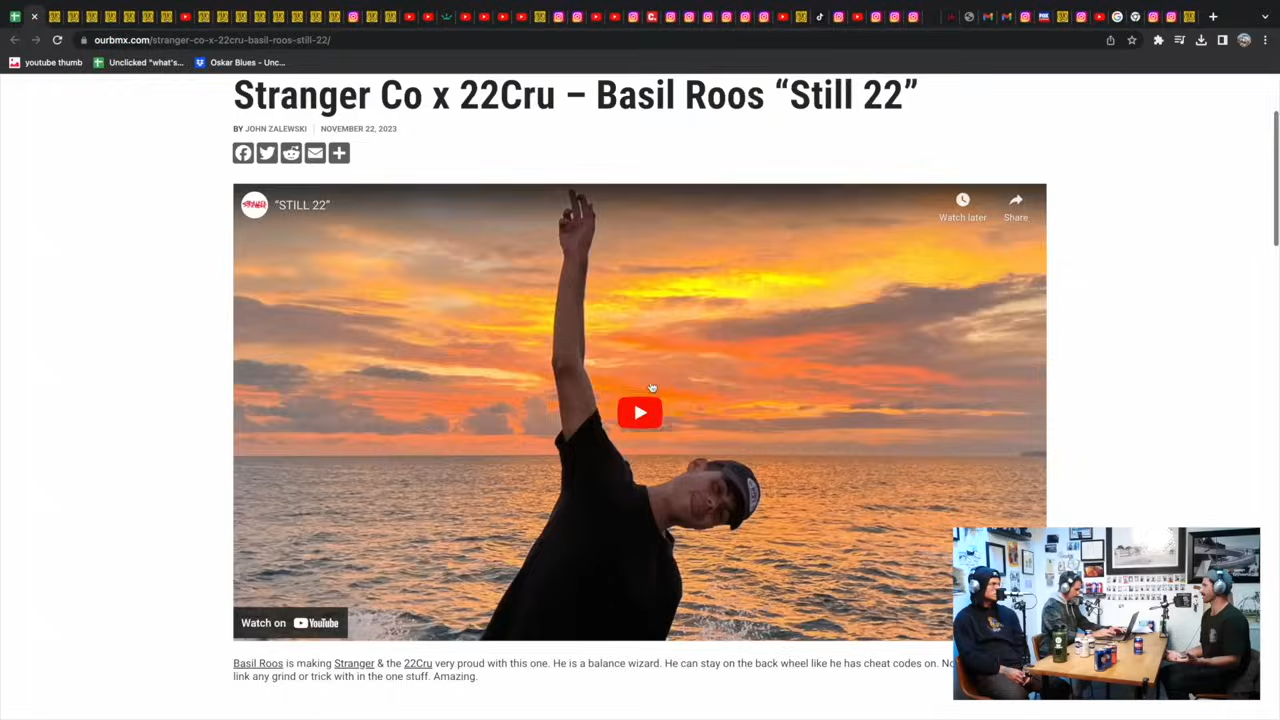 ourbmx.com/stranger-co-x-22cru-basil-roos-still-22/
youtube thumb
Unclicked "what's...
Oskar Blues - Unc...
Stranger Co x 22Cru – Basil Roos “Still 22”
BY JOHN ZALEWSKI
NOVEMBER 22, 2023
“STILL 22”
Watch later
Share
Watch on YouTube
Basil Roos is making Stranger & the 22Cru very proud with this one. He is a balance wizard. He can stay on the back wheel like he has cheat codes on.
link any grind or trick with in the one stuff. Amazing.